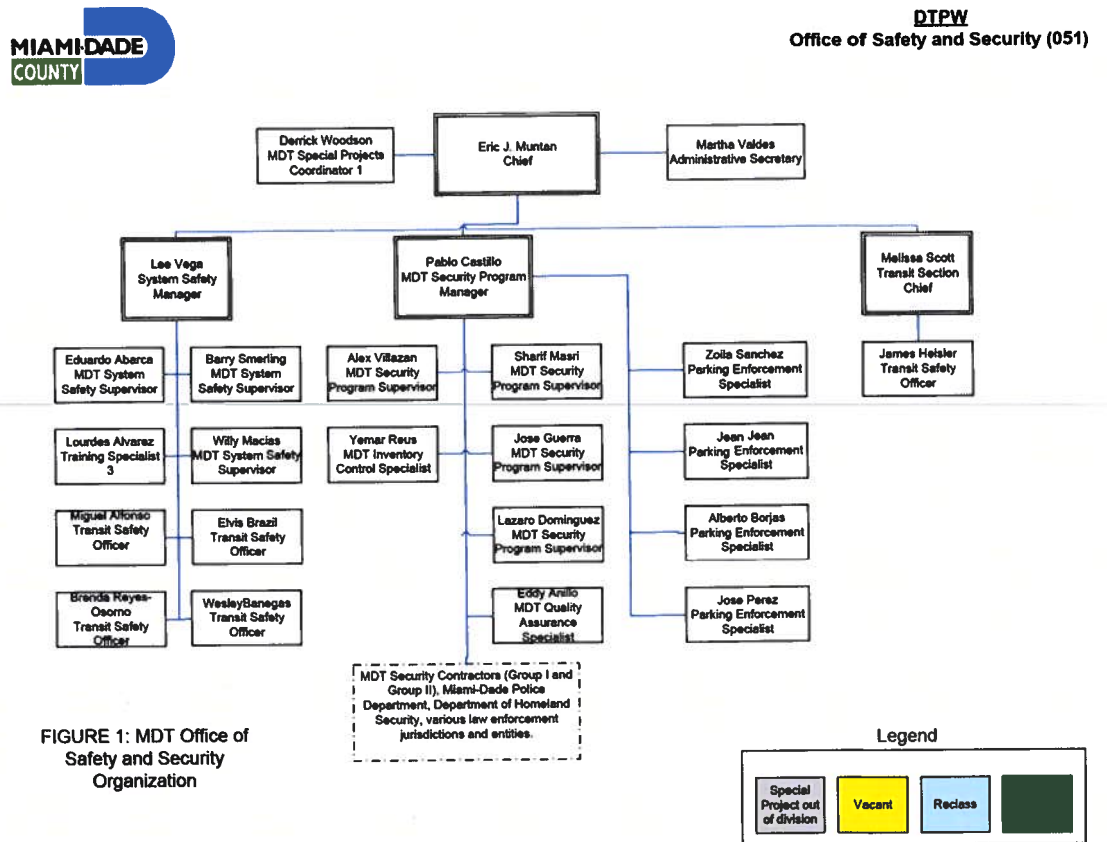 MIAMI-DADE
COUNTY
DTPW
Office of Safety and Security (051)
Derrick Woodson
MDT Special Projects
Coordinator 1
Eric J. Muntan
Chief
Martha Valdes
Administrative Secretary
Lee Vega
System Safety
Manager
Pablo Castillo
MDT Security Program
Manager
Melissa Scott
Transit Section
Chief
Eduardo Abarca
MDT System
Safety Supervisor
Barry Smerling
MDT System
Safety Supervisor
Alex Villazan
MDT Security
Program Supervisor
Sharif Masri
MDT Security
Program Supervisor
Zoila Sanchez
Parking Enforcement
Specialist
James Heisler
Transit Safety
Officer
Lourdes Alvarez
Training Specialist
3
Willy Macias
MDT System Safety
Supervisor
Yemar Reus
MDT Inventory
Control Specialist
Jose Guerra
MDT Security
Program Supervisor
Jean Jean
Parking Enforcement
Specialist
Miguel Alfonso
Transit Safety
Officer
Elvis Brazil
Transit Safety
Officer
Lazaro Dominguez
MDT Security
Program Supervisor
Alberto Borjas
Parking Enforcement
Specialist
Brenda Reyes-
Osorno
Transit Safety
Officer
WesleyBanegas
Transit Safety
Officer
Eddy Anillo
MDT Quality
Assurance
Specialist
Jose Perez
Parking Enforcement
Specialist
MDT Security Contractors (Group I and
Group II), Miami-Dade Police
Department, Department of Homeland
Security, various law enforcement
jurisdictions and entities.
FIGURE 1: MDT Office of
Safety and Security
Organization
Legend
Special
Project out
of division
Vacant
Reclass